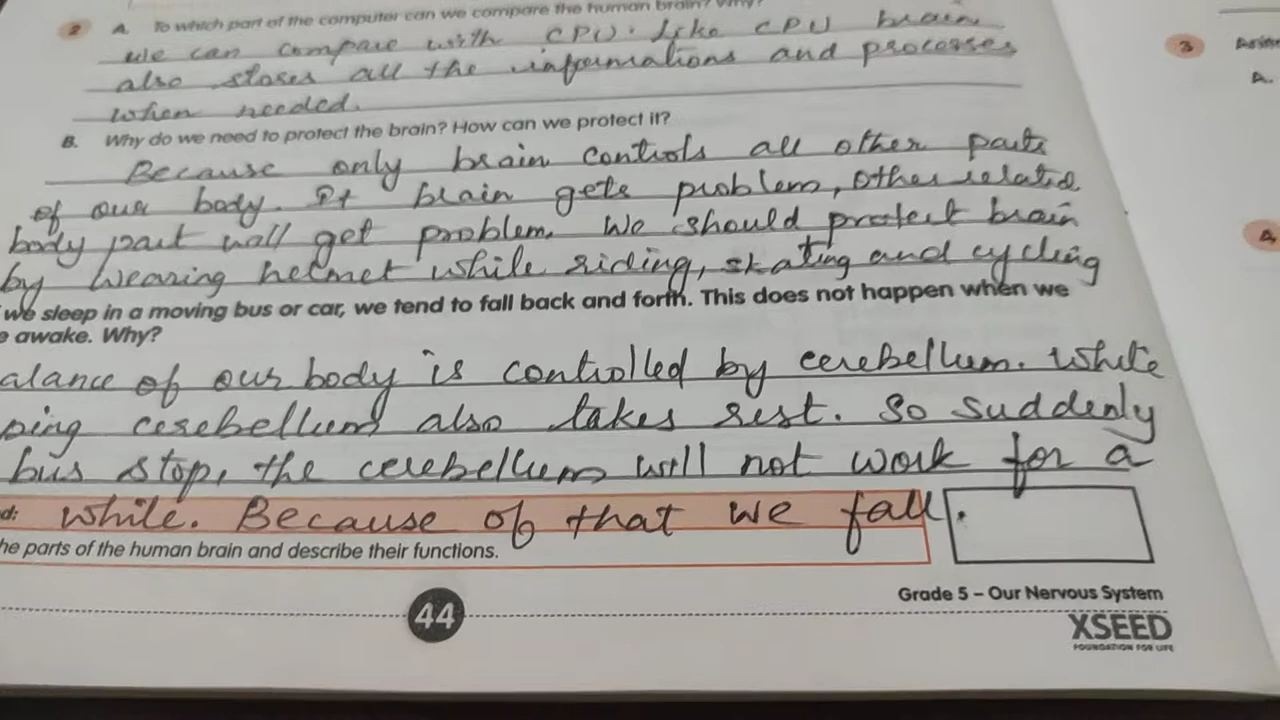 2 A. To which part of the computer can we compare the human brain? Why?
we can compare with CPU. Like CPU brain
also stores all the informations and processes
when needed.
B. Why do we need to protect the brain? How can we protect it?
Because only brain controls all other parts
of our body. If brain gets problem, other related
body part will get problem. We should protect brain
by wearing helmet while riding, skating and cycling
we sleep in a moving bus or car, we tend to fall back and forth. This does not happen when we
e awake. Why?
alance of our body is controlled by cerebellum. While
ping cerebellum also takes rest. So suddenly
bus stop, the cerebellum will not work for a
d: while. Because of that we fall.
he parts of the human brain and describe their functions.
44
Grade 5 – Our Nervous System
XSEED
FOUNDATION FOR LIFE
3
A.
4